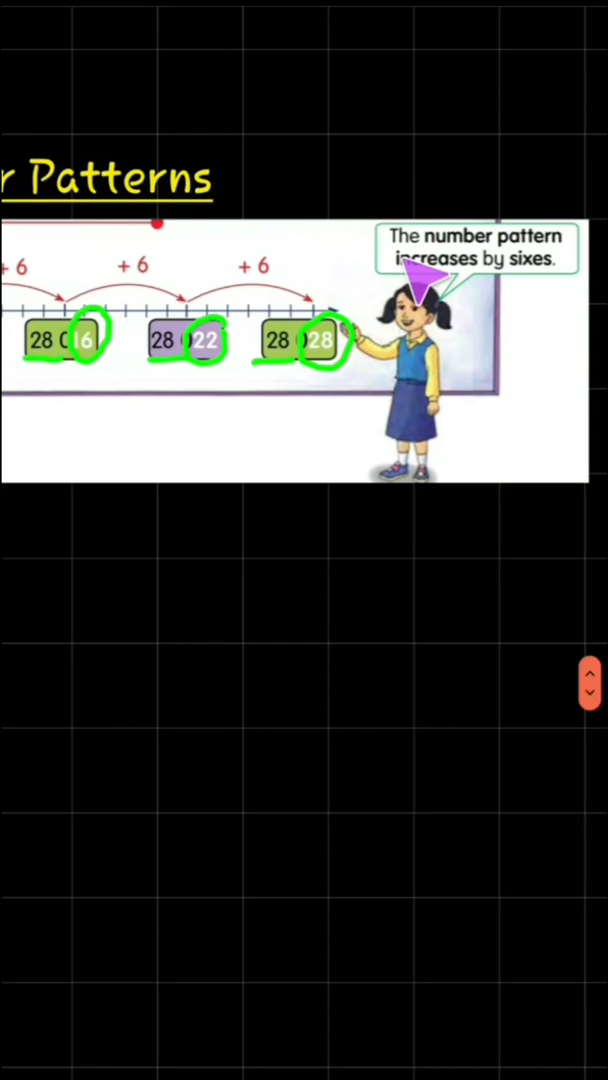 r Patterns
The number pattern
increases by sixes.
+ 6 + 6 + 6
28 016 28 022 28 028